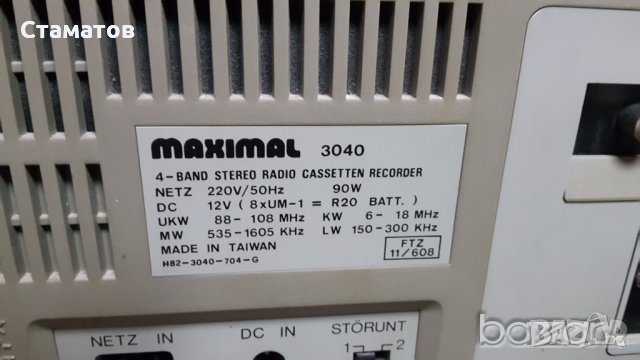 Стаматов
MAXIMAL 3040
4-BAND STEREO RADIO CASSETTEN RECORDER
NETZ 220V/50Hz 90W
DC 12V ( 8xUM-1 = R20 BATT. )
UKW 88- 108 MHz KW 6- 18 MHz
MW 535-1605 KHz LW 150-300 KHz
MADE IN TAIWAN
FTZ
11/608
H82-3040-704-G
NETZ IN DC IN STÖRUNT
1 2